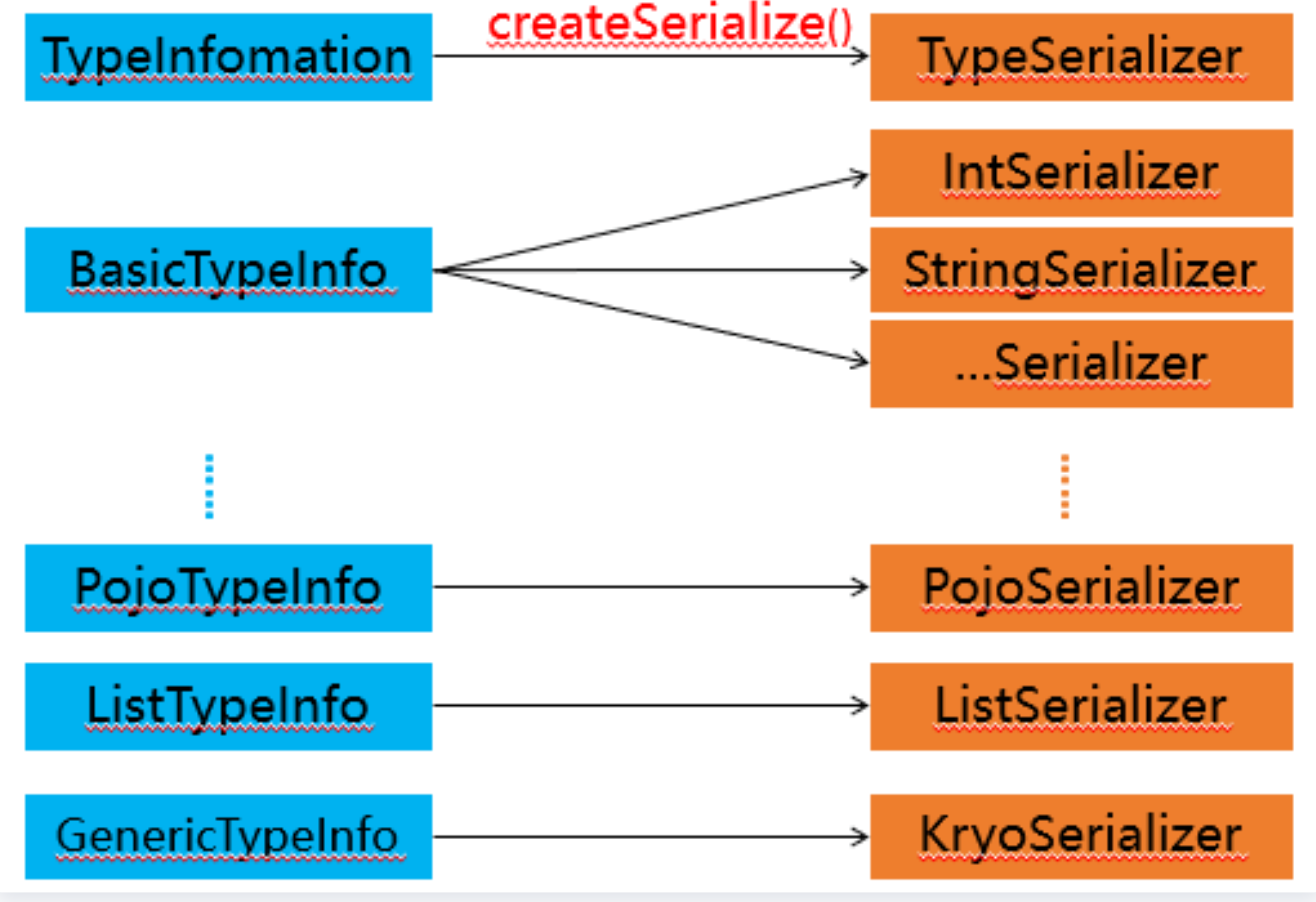 createSerialize()
TypeInfomation
TypeSerializer
IntSerializer
BasicTypeInfo
StringSerializer
...Serializer
PojoTypeInfo
PojoSerializer
ListTypeInfo
ListSerializer
GenericTypeInfo
KryoSerializer